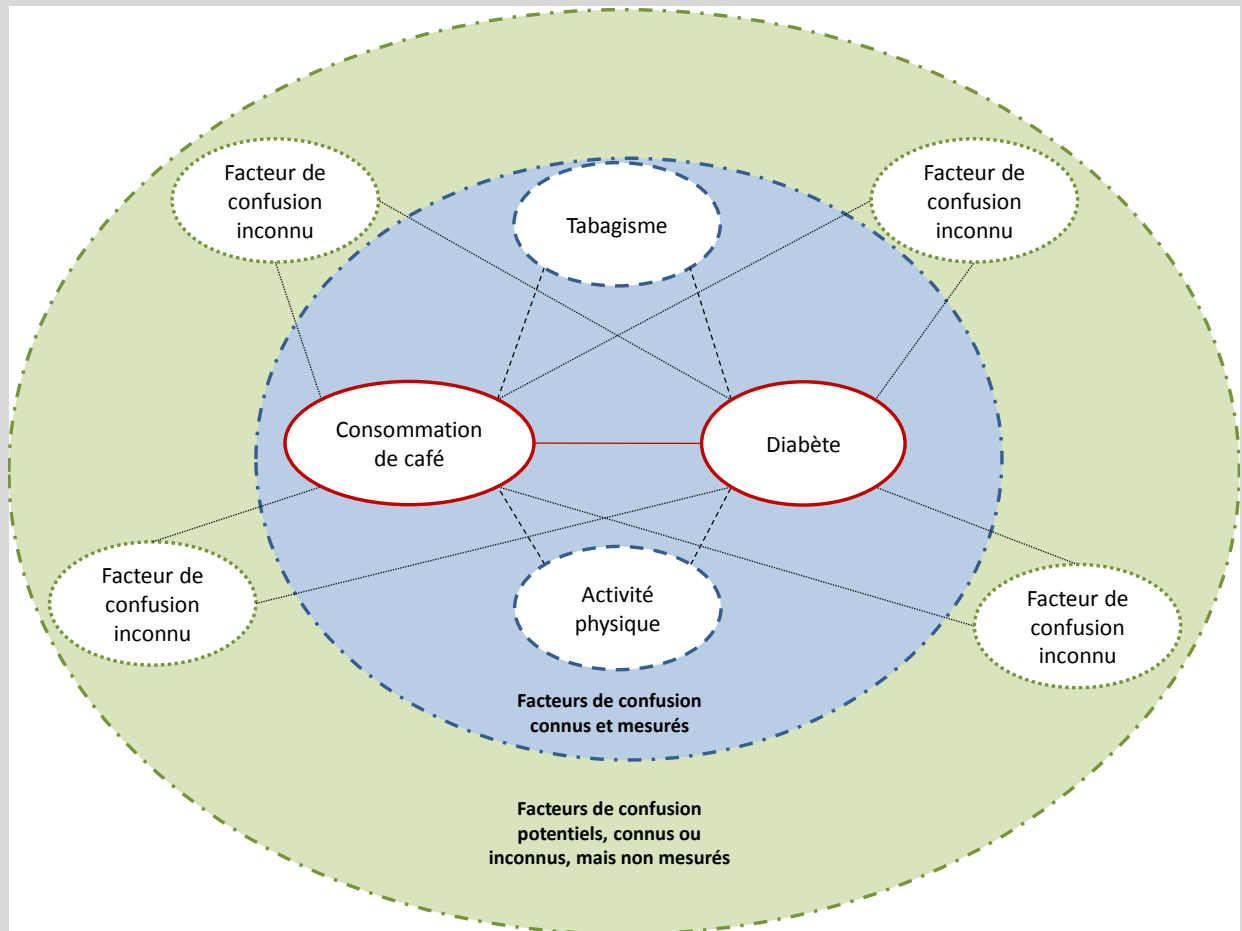 Facteur de
confusion
inconnu
Tabagisme
Facteur de
confusion
inconnu
Consommation
de café
Diabète
Facteur de
confusion
inconnu
Activité
physique
Facteur de
confusion
inconnu
Facteurs de confusion
connus et mesurés
Facteurs de confusion
potentiels, connus ou
inconnus, mais non mesurés